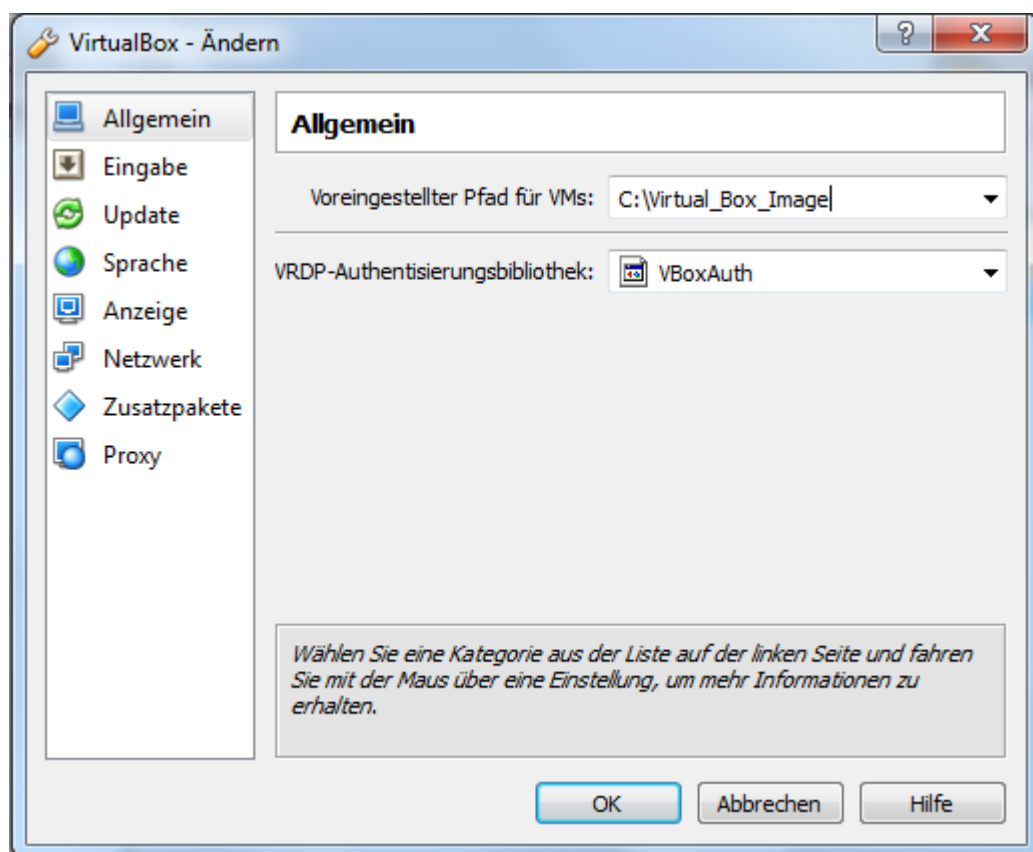 VirtualBox - Ändern
Allgemein
Eingabe
Update
Sprache
Anzeige
Netzwerk
Zusatzpakete
Proxy
Allgemein
Voreingestellter Pfad für VMs: C:\Virtual_Box_Image
VRDP-Authentisierungsbibliothek: VBoxAuth
Wählen Sie eine Kategorie aus der Liste auf der linken Seite und fahren
Sie mit der Maus über eine Einstellung, um mehr Informationen zu
erhalten.
OK Abbrechen Hilfe